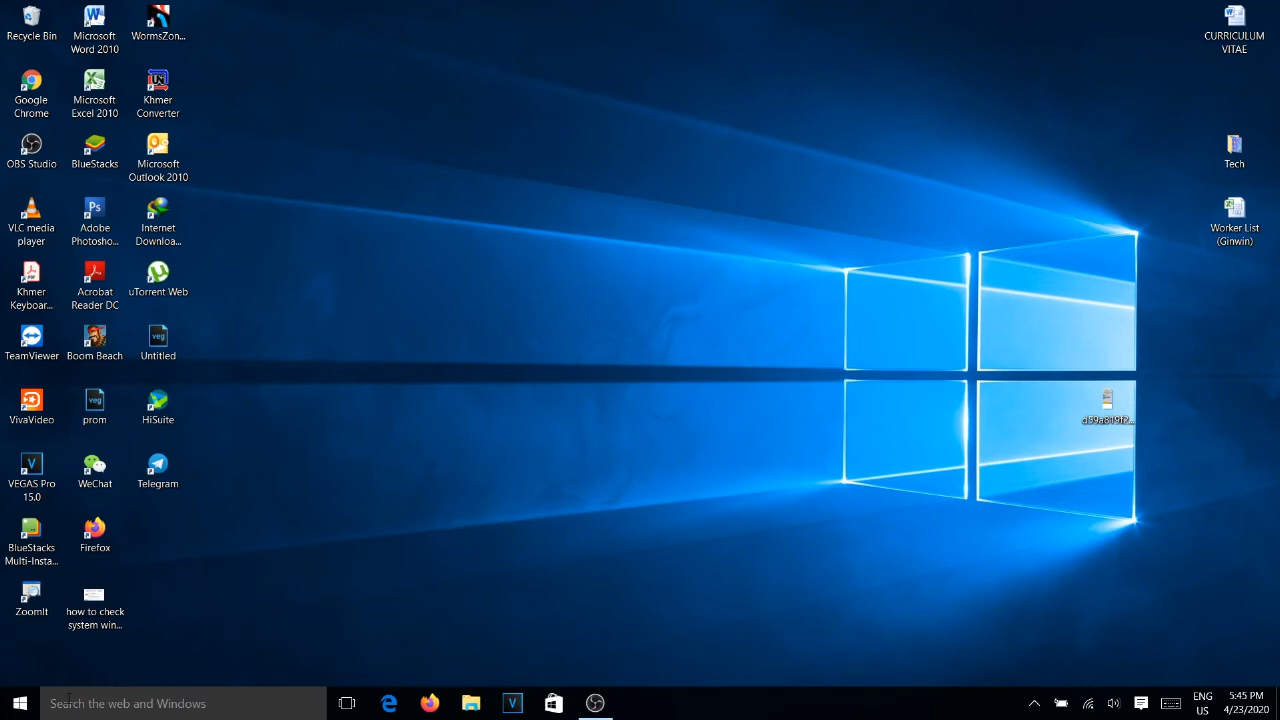 Recycle Bin
Microsoft
Word 2010
WormsZon...
Google
Chrome
Microsoft
Excel 2010
Khmer
Converter
OBS Studio
BlueStacks
Microsoft
Outlook 2010
VLC media
player
Ps
Adobe
Photosho...
Internet
Downloa...
Khmer
Keyboar...
Acrobat
Reader DC
uTorrent Web
TeamViewer
Boom Beach
veg
Untitled
VivaVideo
veg
prom
HiSuite
V
VEGAS Pro
15.0
WeChat
Telegram
BlueStacks
Multi-Insta...
Firefox
ZoomIt
how to check
system win...
CURRICULUM
VITAE
Tech
Worker List
(Ginwin)
Search the web and Windows
V
ENG
US
5:45 PM
4/23/2020